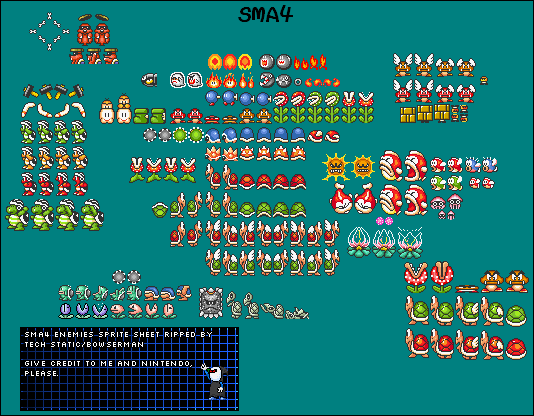 SMA4
SMA4 ENEMIES SPRITE SHEET RIPPED BY
TECH STATIC/BOWSERMAN
GIVE CREDIT TO ME AND NINTENDO,
PLEASE.